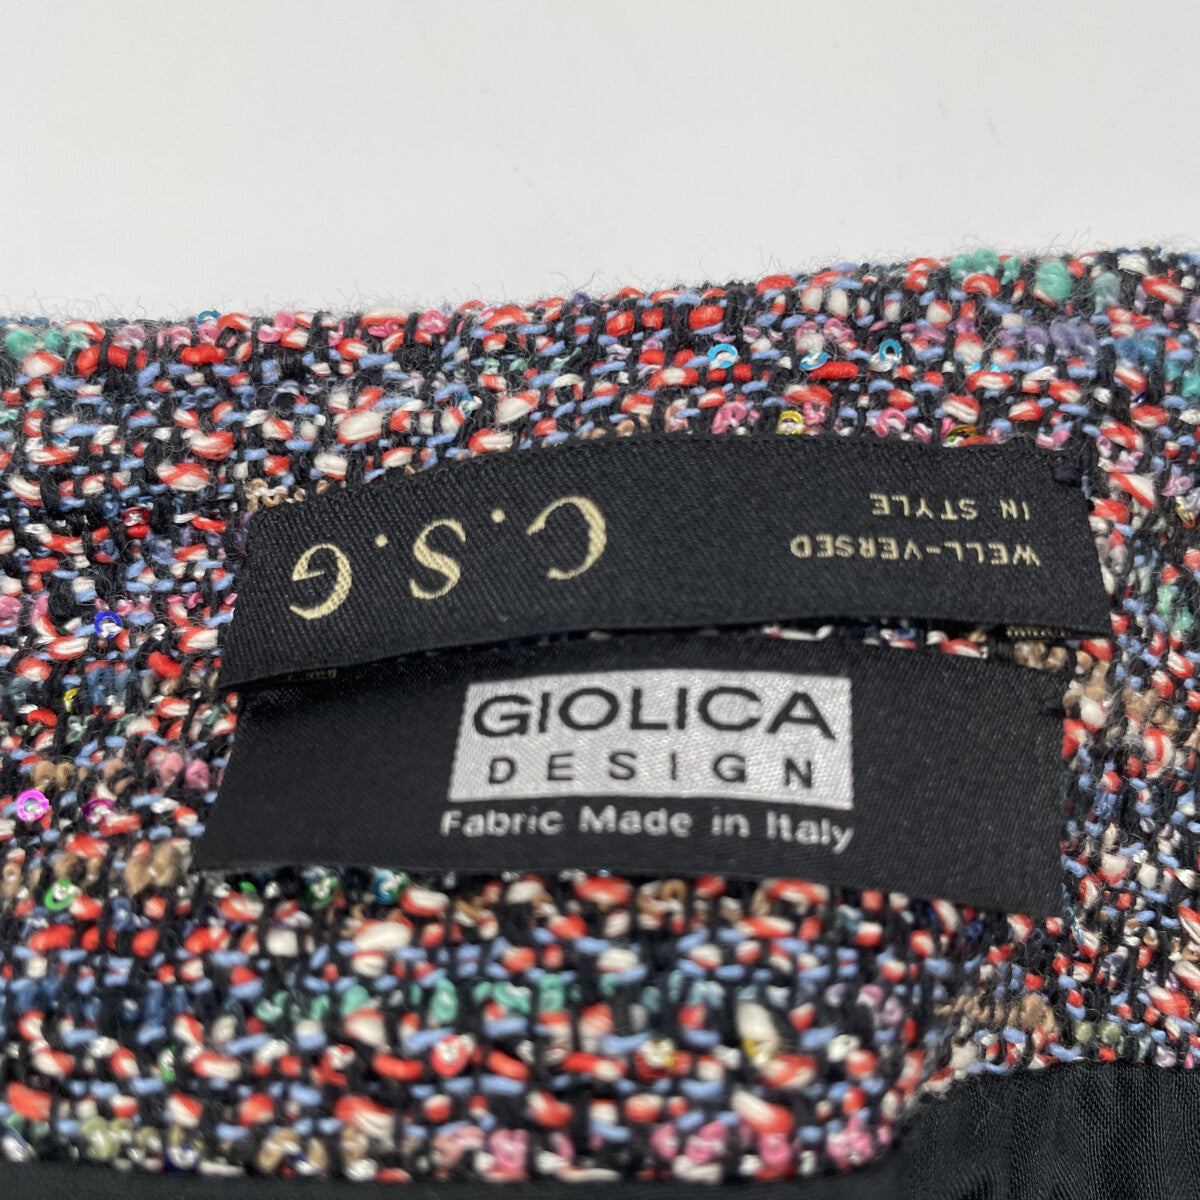 C.S.G
WELL-VERSED
IN STYLE
GIOLICA
DESIGN
Fabric Made in Italy